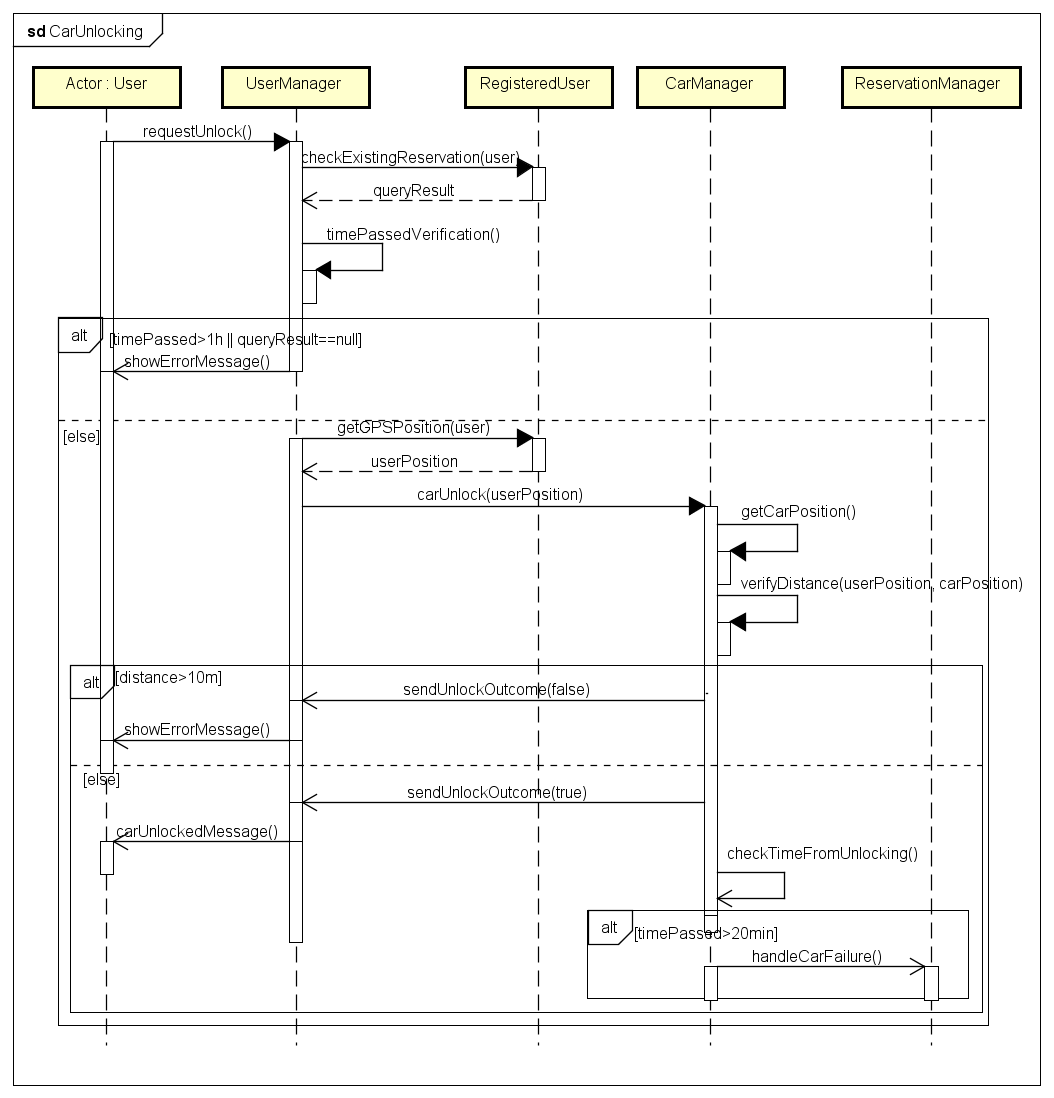 sd CarUnlocking
Actor : User
UserManager
RegisteredUser
CarManager
ReservationManager
requestUnlock()
checkExistingReservation(user)
queryResult
timePassedVerification()
alt
[timePassed>1h || queryResult==null]
showErrorMessage()
[else]
getGPSPosition(user)
userPosition
carUnlock(userPosition)
getCarPosition()
verifyDistance(userPosition, carPosition)
alt
[distance>10m]
sendUnlockOutcome(false)
showErrorMessage()
[else]
sendUnlockOutcome(true)
carUnlockedMessage()
checkTimeFromUnlocking()
alt
[timePassed>20min]
handleCarFailure()